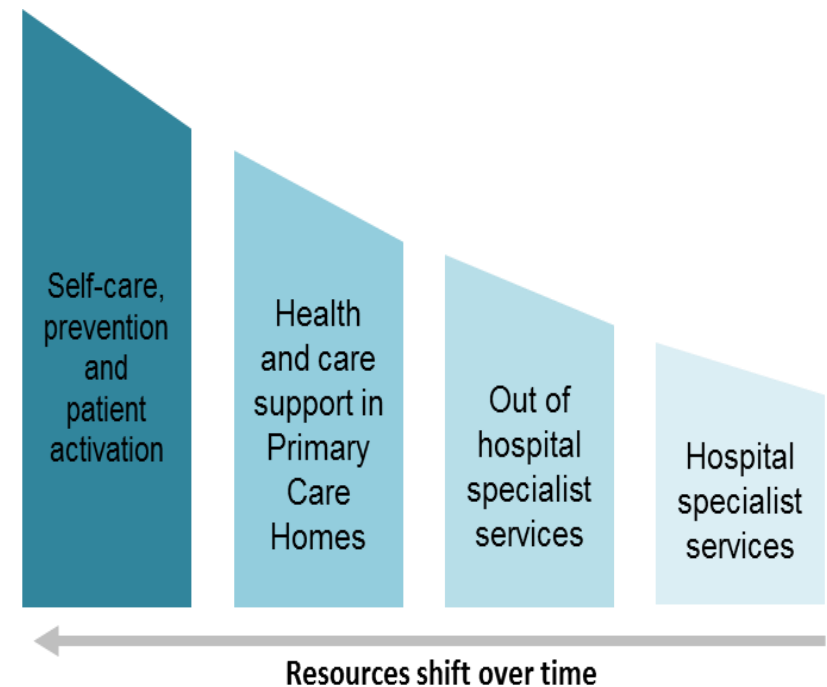 Self-care,
prevention
and
patient
activation
Health
and care
support in
Primary
Care
Homes
Out of
hospital
specialist
services
Hospital
specialist
services
Resources shift over time